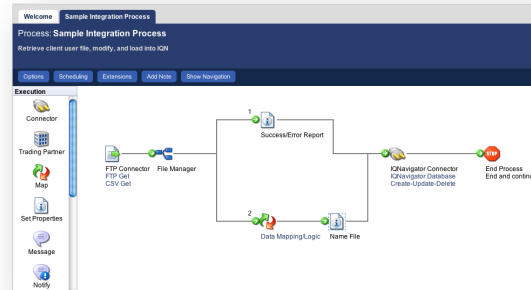 Welcome
Sample Integration Process
Process: Sample Integration Process
Retrieve client user file, modify, and load into IQN
Options
Scheduling
Extensions
Add Note
Show Navigation
Execution
Connector
Trading Partner
Map
Set Properties
Message
Notify
FTP Connector
FTP Get
CSV Get
File Manager
1
Success/Error Report
2
Data Mapping/Logic
Name File
IQNavigator Connector
IQNavigator Database
Create-Update-Delete
STOP
End Process
End and contin